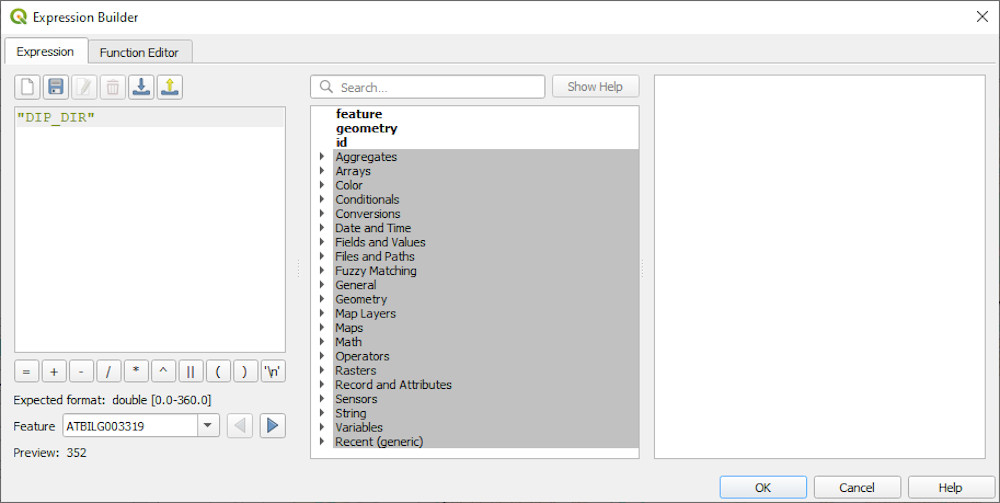 Expression Builder
Expression
Function Editor
"DIP_DIR"
= + - / * ^ || ( ) '\n'
Expected format: double [0.0-360.0]
Feature ATBILG003319
Preview: 352
Search...
Show Help
feature
geometry
id
Aggregates
Arrays
Color
Conditionals
Conversions
Date and Time
Fields and Values
Files and Paths
Fuzzy Matching
General
Geometry
Map Layers
Maps
Math
Operators
Rasters
Record and Attributes
Sensors
String
Variables
Recent (generic)
OK
Cancel
Help